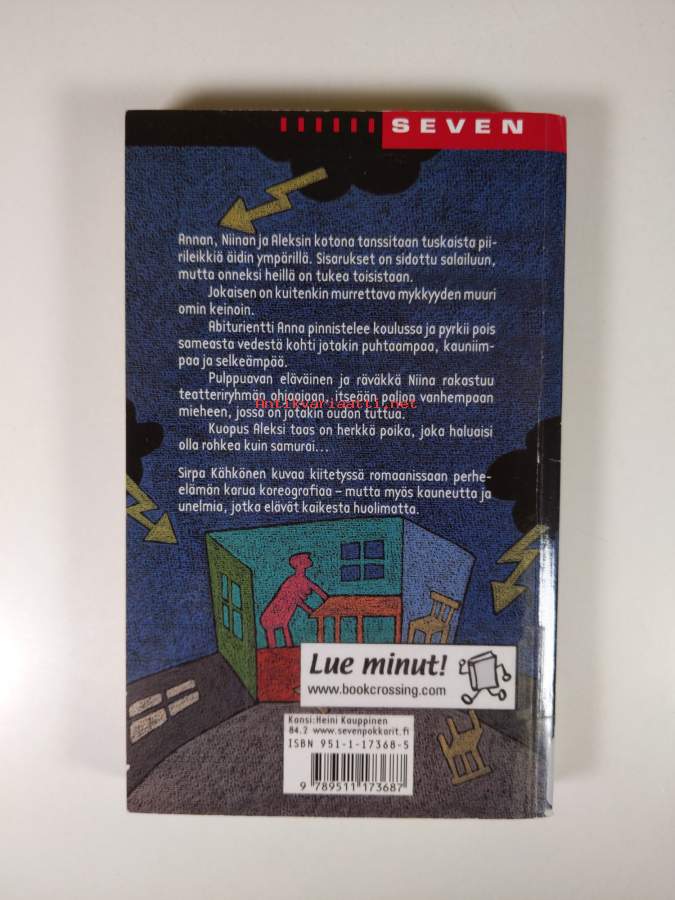 SEVEN
Annan, Niinan ja Aleksin kotona tanssitaan tuskaista pii-
rileikkiä äidin ympärillä. Sisarukset on sidottu salailuun,
mutta onneksi heillä on tukea toisistaan.
Jokaisen on kuitenkin murrettava mykkyyden muuri
omin keinoin.
Abiturientti Anna pinnistelee koulussa ja pyrkii pois
sameasta vedestä kohti jotakin puhtaampaa, kauniim-
paa ja selkeämpää.
Pulppuavan eläväinen ja räväkkä Niina rakastuu
teatteriryhmän ohjaajaan, itseään paljon vanhempaan
Antikvariaatti.net
mieheen, jossa on jotakin oudon tuttua.
Kuopus Aleksi taas on herkkä poika, joka haluaisi
olla rohkea kuin samurai...
Sirpa Kähkönen kuvaa kiitetyssä romaanissaan perhe-
elämän karua koreografiaa – mutta myös kauneutta ja
unelmia, jotka elävät kaikesta huolimatta.
Lue minut!
www.bookcrossing.com
Kansi: Heini Kauppinen
84.2 www.sevenpokkarit.fi
ISBN 951-1-17368-5
9 789511 173687